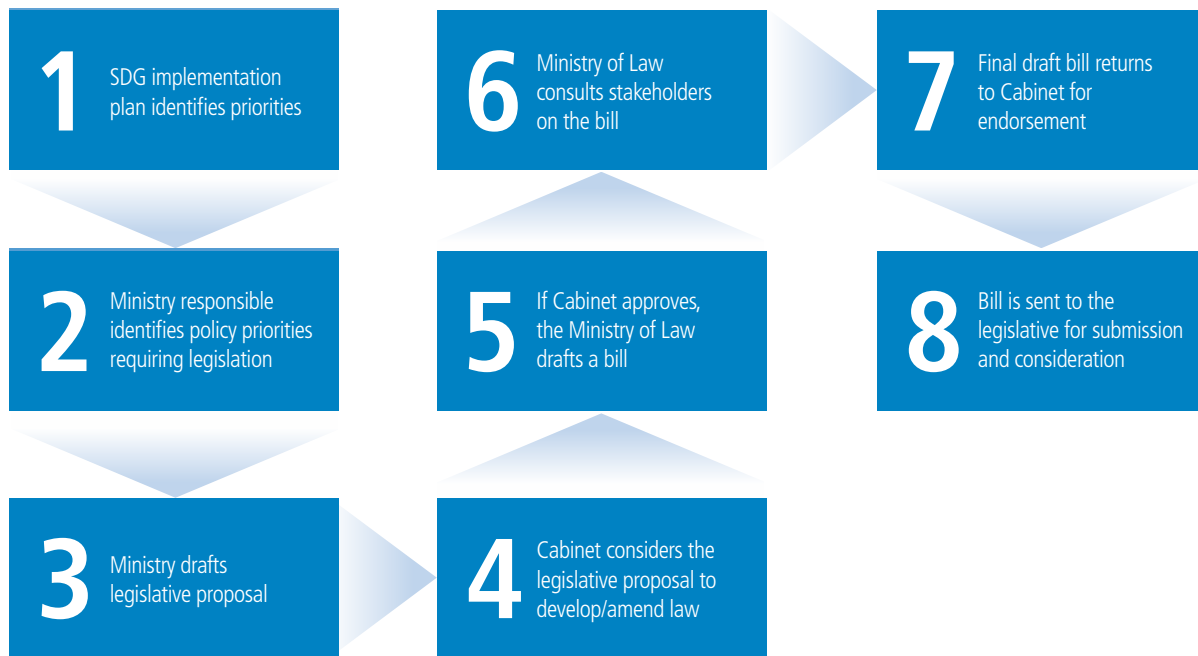 1
SDG implementation
plan identifies priorities
2
Ministry responsible
identifies policy priorities
requiring legislation
3
Ministry drafts
legislative proposal
4
Cabinet considers the
legislative proposal to
develop/amend law
5
If Cabinet approves,
the Ministry of Law
drafts a bill
6
Ministry of Law
consults stakeholders
on the bill
7
Final draft bill returns
to Cabinet for
endorsement
8
Bill is sent to the
legislative for submission
and consideration